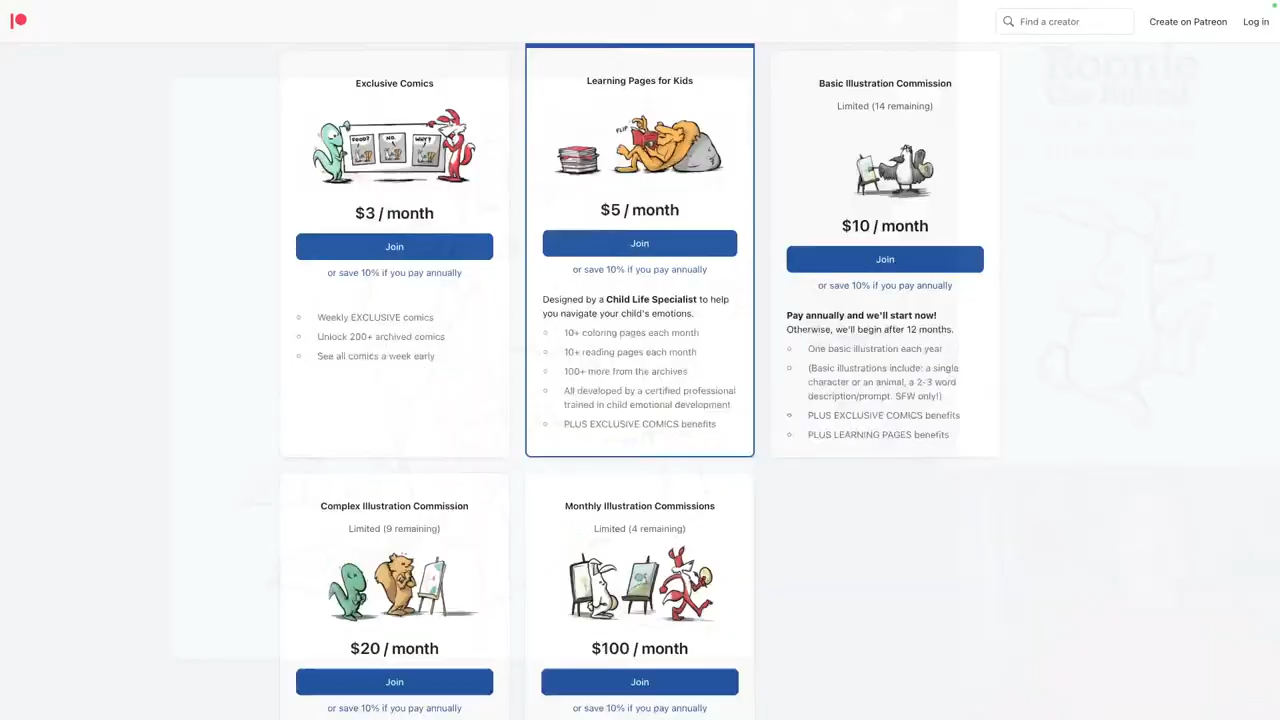 Find a creator
Create on Patreon
Log in
Exclusive Comics
FOOD?
NO.
WHY?
$3 / month
Join
or save 10% if you pay annually
Weekly EXCLUSIVE comics
Unlock 200+ archived comics
See all comics a week early
Learning Pages for Kids
FLIP
$5 / month
Join
or save 10% if you pay annually
Designed by a Child Life Specialist to help
you navigate your child's emotions.
10+ coloring pages each month
10+ reading pages each month
100+ more from the archives
All developed by a certified professional
trained in child emotional development
PLUS EXCLUSIVE COMICS benefits
Basic Illustration Commission
Limited (14 remaining)
$10 / month
Join
or save 10% if you pay annually
Pay annually and we'll start now!
Otherwise, we'll begin after 12 months.
One basic illustration each year
(Basic illustrations include: a single
character or an animal, a 2-3 word
description/prompt. SFW only!)
PLUS EXCLUSIVE COMICS benefits
PLUS LEARNING PAGES benefits
Complex Illustration Commission
Limited (9 remaining)
$20 / month
Join
or save 10% if you pay annually
Monthly Illustration Commissions
Limited (4 remaining)
$100 / month
Join
or save 10% if you pay annually